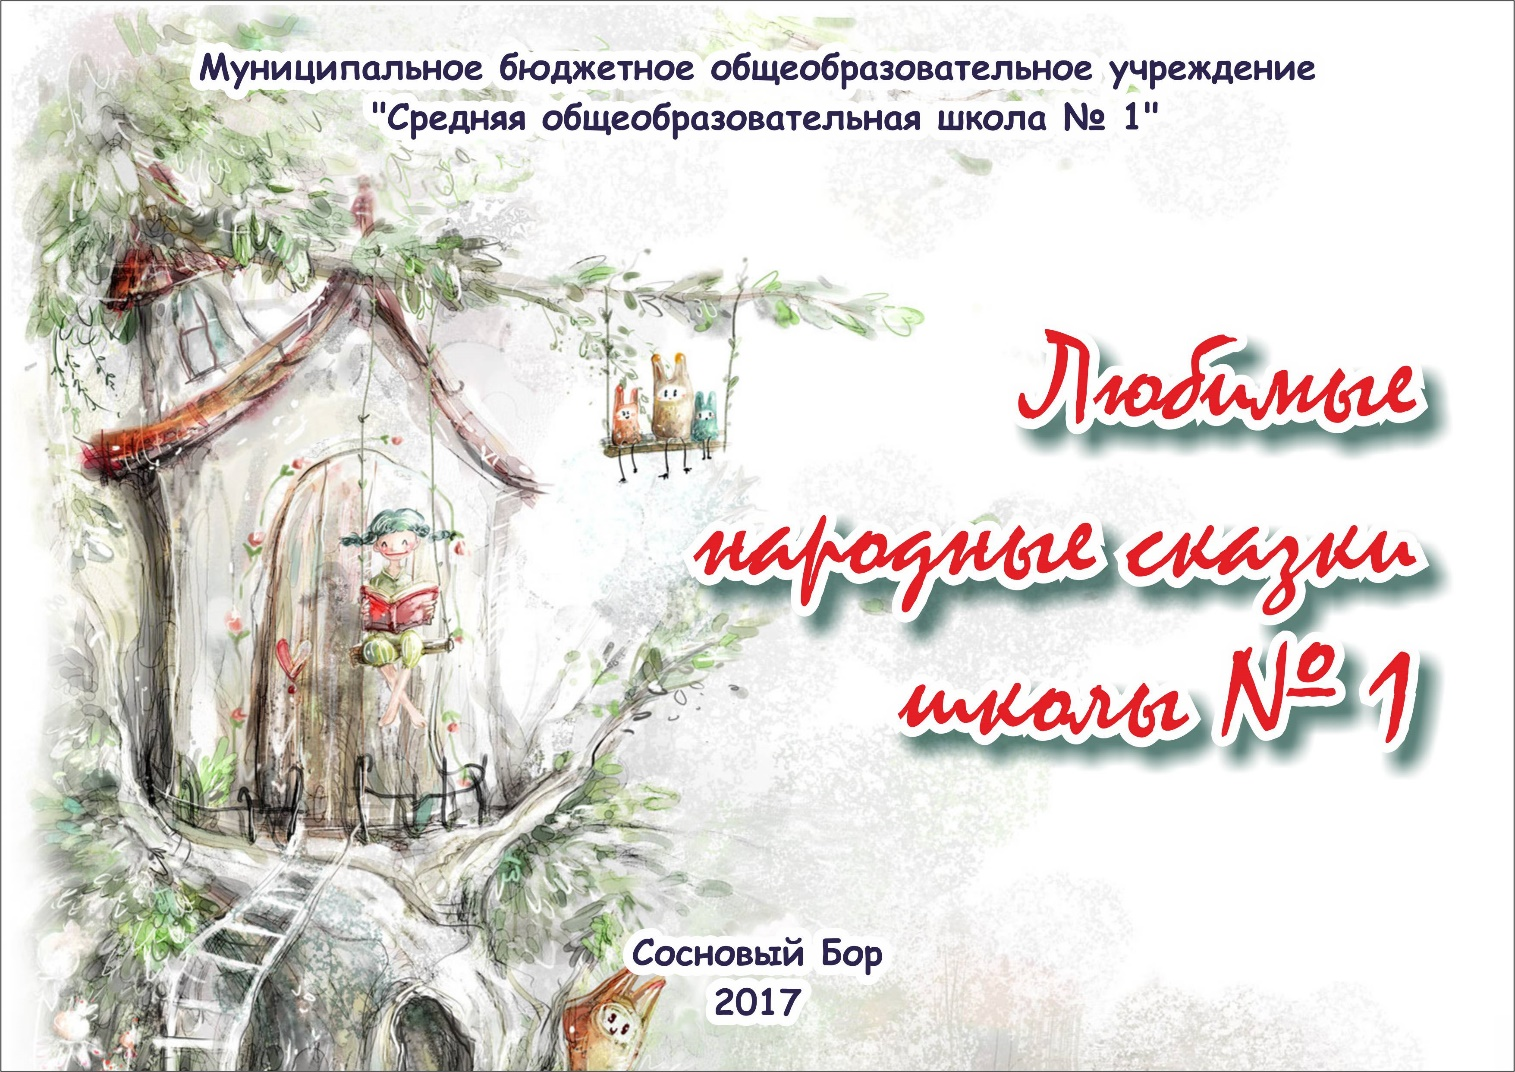 Муниципальное бюджетное общеобразовательное учреждение
"Средняя общеобразовательная школа № 1"
Любимые
народные сказки
школы № 1
Сосновый Бор
2017